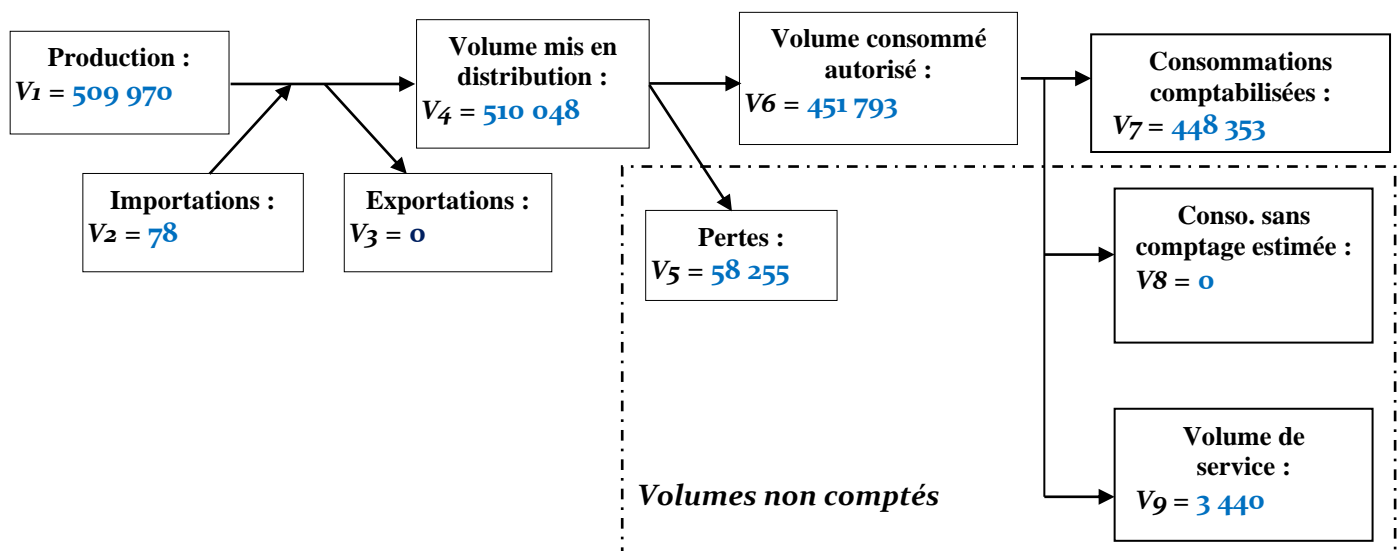 Production :
V1 = 509 970
Volume mis en
distribution :
V4 = 510 048
Volume consommé
autorisé :
V6 = 451 793
Consommations
comptabilisées :
V7 = 448 353
Importations :
V2 = 78
Exportations :
V3 = 0
Pertes :
V5 = 58 255
Conso. sans
comptage estimée :
V8 = 0
Volume de
service :
V9 = 3 440
Volumes non comptés